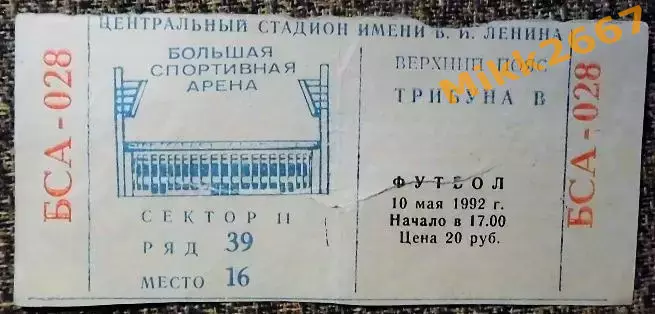 ЦЕНТРАЛЬНЫЙ СТАДИОН ИМЕНИ В. И. ЛЕНИНА
БСА-028
БОЛЬШАЯ
СПОРТИВНАЯ
АРЕНА
СЕКТОР 11
РЯД 39
МЕСТО 16
ВЕРХНИЙ ПОЯС
ТРИБУНА В
ФУТБОЛ
10 мая 1992 г.
Начало в 17.00
Цена 20 руб.
БСА-028
Mikk2667